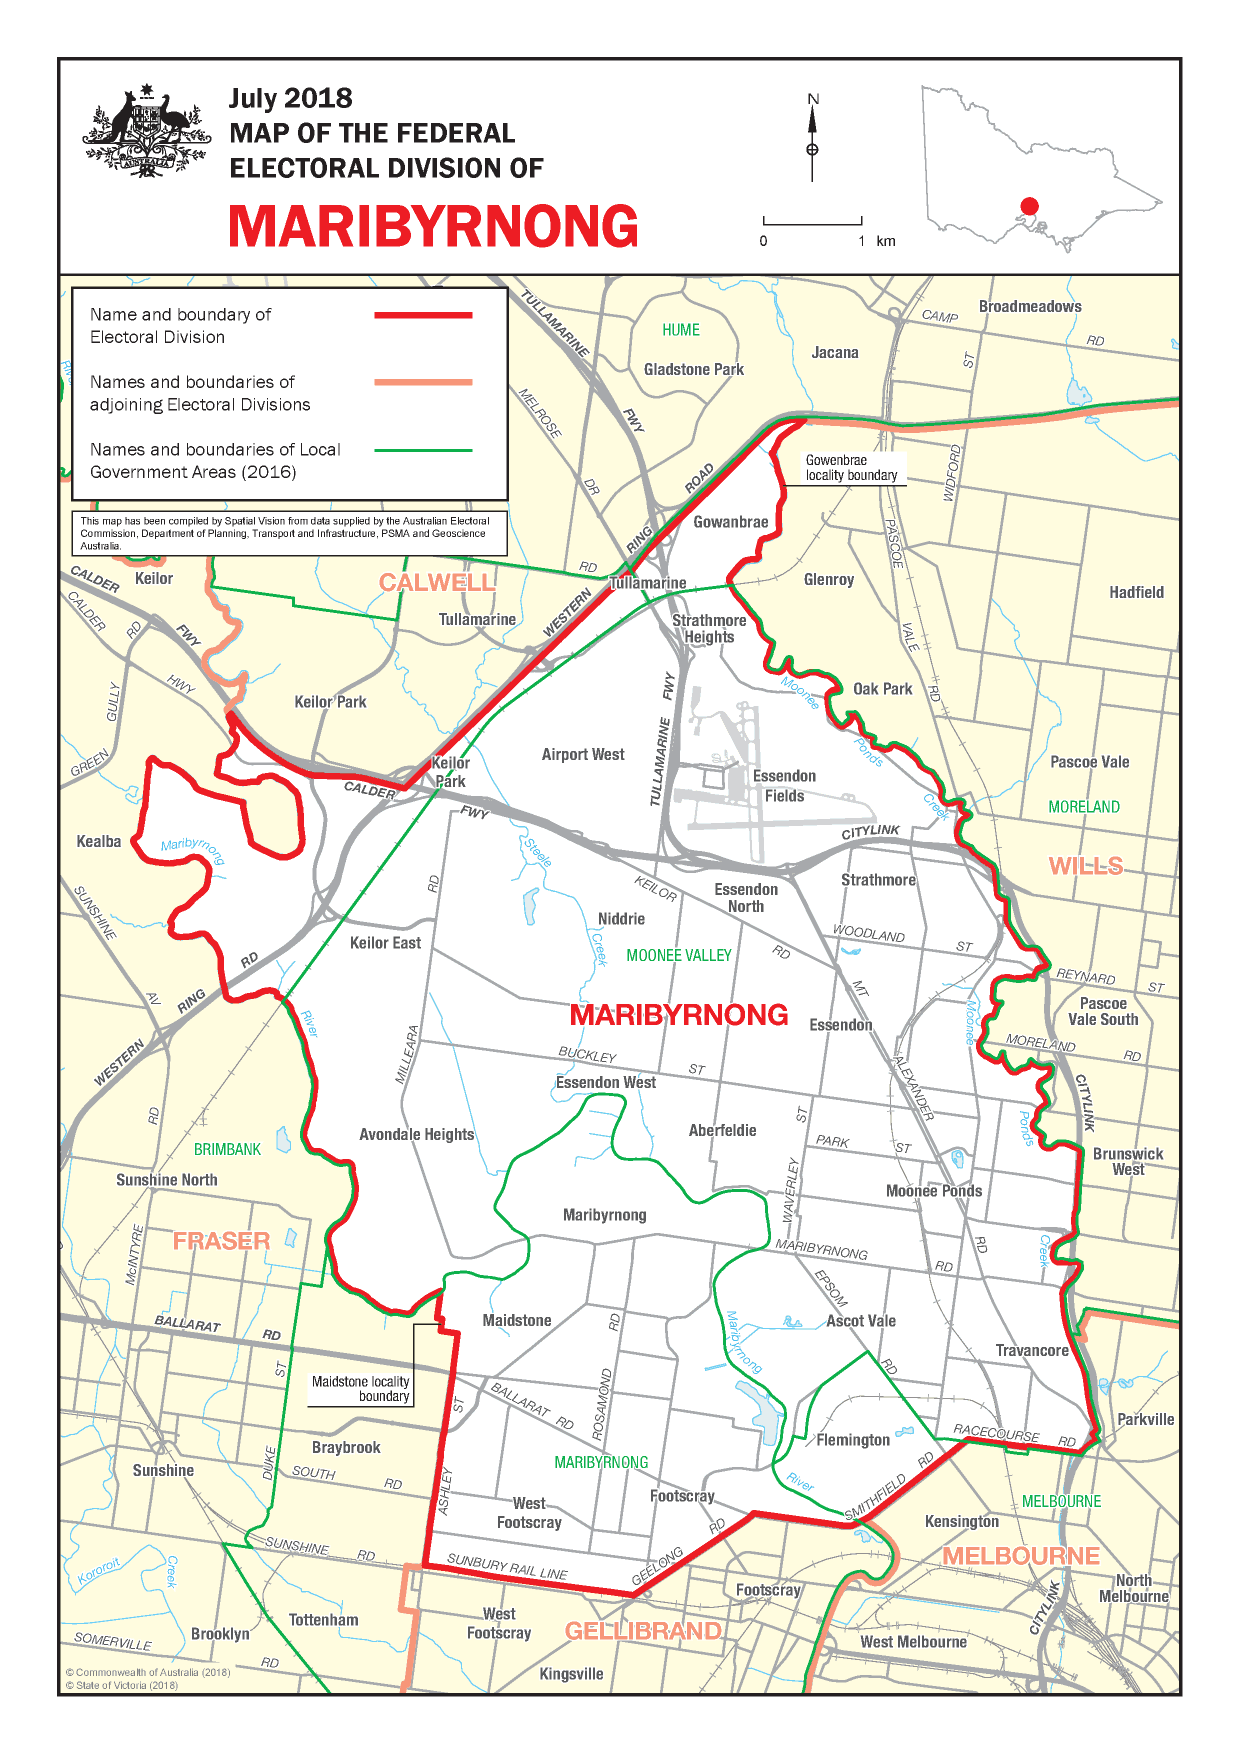 July 2018
MAP OF THE FEDERAL
ELECTORAL DIVISION OF
MARIBYRNONG
AUSTRALIA
N
0 1 km
Name and boundary of
Electoral Division
Names and boundaries of
adjoining Electoral Divisions
Names and boundaries of Local
Government Areas (2016)
This map has been compiled by Spatial Vision from data supplied by the Australian Electoral
Commission, Department of Planning, Transport and Infrastructure, PSMA and Geoscience
Australia.
TULLAMARINE
FWY
HUME
Gladstone Park
Jacana
Broadmeadows
CAMP
RD
ST
MELROSE
DR
WIDFORD
Gowenbrae
locality boundary
ROAD
RING
WESTERN
Gowanbrae
PASCOE
VALE
RD
Glenroy
Hadfield
CALDER
FWY
Keilor
CALWELL
RD
Tullamarine
Tullamarine
Strathmore
Heights
CALDER
HWY
RD
GULLY
GREEN
Keilor Park
Moonee
Ponds
Creek
Oak Park
FWY
TULLAMARINE
Airport West
Keilor
Park
CALDER
FWY
Essendon
Fields
Pascoe Vale
MORELAND
WILLS
CITYLINK
Kealba
Maribyrnong
Steele
Creek
KEILOR
RD
Essendon
North
Strathmore
SUNSHINE
AV
RD
Niddrie
WOODLAND
ST
Keilor East
MOONEE VALLEY
MT
RD
RING
WESTERN
REYNARD
ST
Pascoe
Vale South
River
MARIBYRNONG
Essendon
Moonee
MORELAND
RD
MILLEARA
BUCKLEY
ST
Essendon West
ALEXANDER
CITYLINK
RD
Avondale Heights
Aberfeldie
ST
PARK
ST
Ponds
BRIMBANK
Brunswick
West
Sunshine North
WAVERLEY
Moonee Ponds
Maribyrnong
FRASER
McINTYRE
MARIBYRNONG
RD
RD
Creek
EPSOM
RD
BALLARAT
RD
Maidstone
RD
Maribyrnong
Ascot Vale
Travancore
Maidstone locality
boundary
ST
ST
BALLARAT
RD
ROSAMOND
Parkville
RACECOURSE
RD
Flemington
Braybrook
DUKE
MARIBYRNONG
RD
Sunshine
SOUTH
RD
ASHLEY
River
SMITHFIELD
MELBOURNE
West
Footscray
Footscray
RD
Kensington
SUNSHINE
RD
SUNBURY RAIL LINE
GEELONG
MELBOURNE
Kororoit
Creek
Footscray
CITYLINK
North
Melbourne
Tottenham
West
Footscray
GELLIBRAND
Brooklyn
West Melbourne
SOMERVILLE
RD
Kingsville
© Commonwealth of Australia (2018)
© State of Victoria (2018)